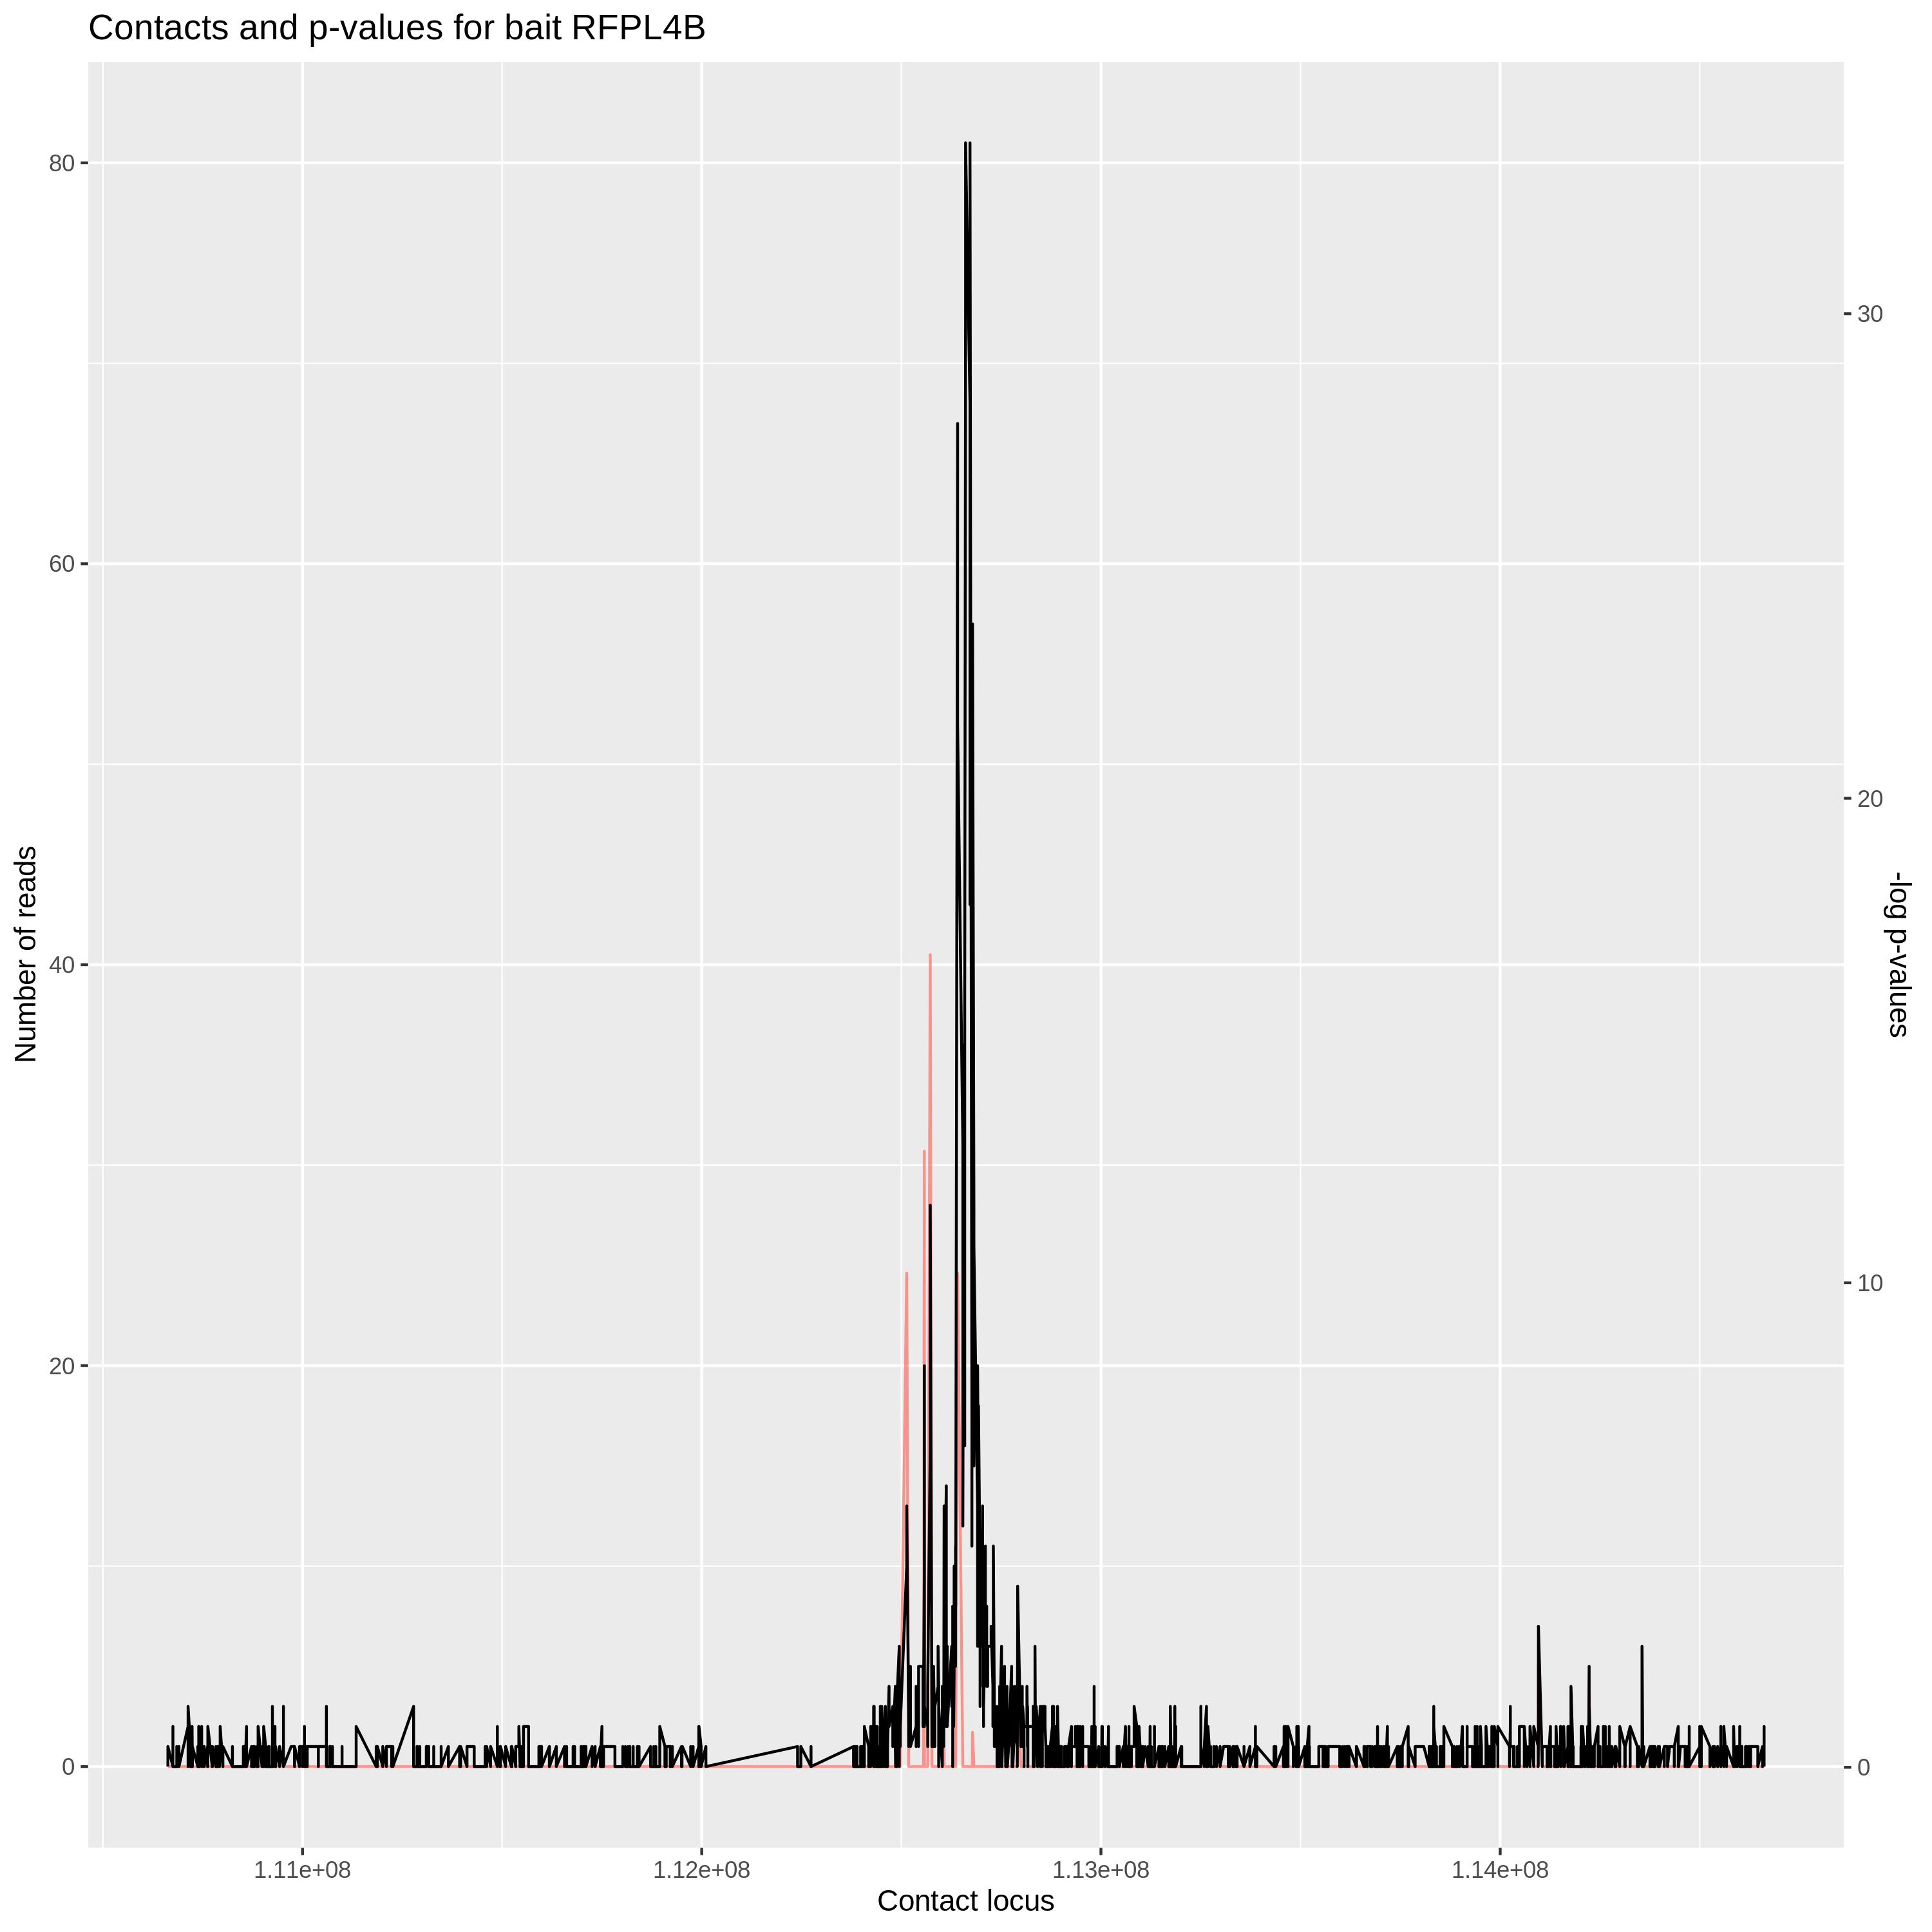 Contacts and p-values for bait RFPL4B
80
60
40
20
0
Number of reads
30
20
10
0
-log p-values
1.11e+08
1.12e+08
1.13e+08
1.14e+08
Contact locus